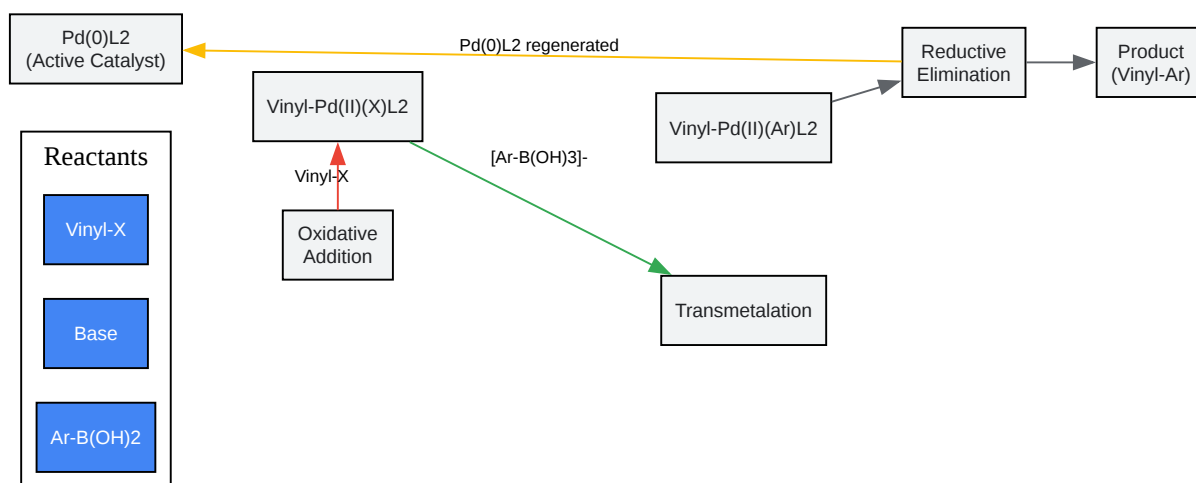 Pd(0)L2
(Active Catalyst)
Pd(0)L2 regenerated
Reductive
Elimination
Product
(Vinyl-Ar)
Vinyl-Pd(II)(X)L2
Vinyl-Pd(II)(Ar)L2
Reactants
[Ar-B(OH)3]-
Vinyl-X
Vinyl-X
Oxidative
Addition
Transmetalation
Base
Ar-B(OH)2